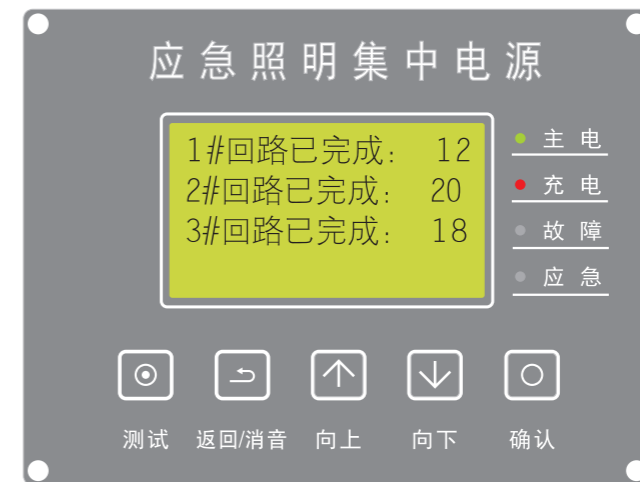 应急照明集中电源
1#回路已完成: 12
2#回路已完成: 20
3#回路已完成: 18
主电
充电
故障
应急
测试 返回/消音 向上 向下 确认